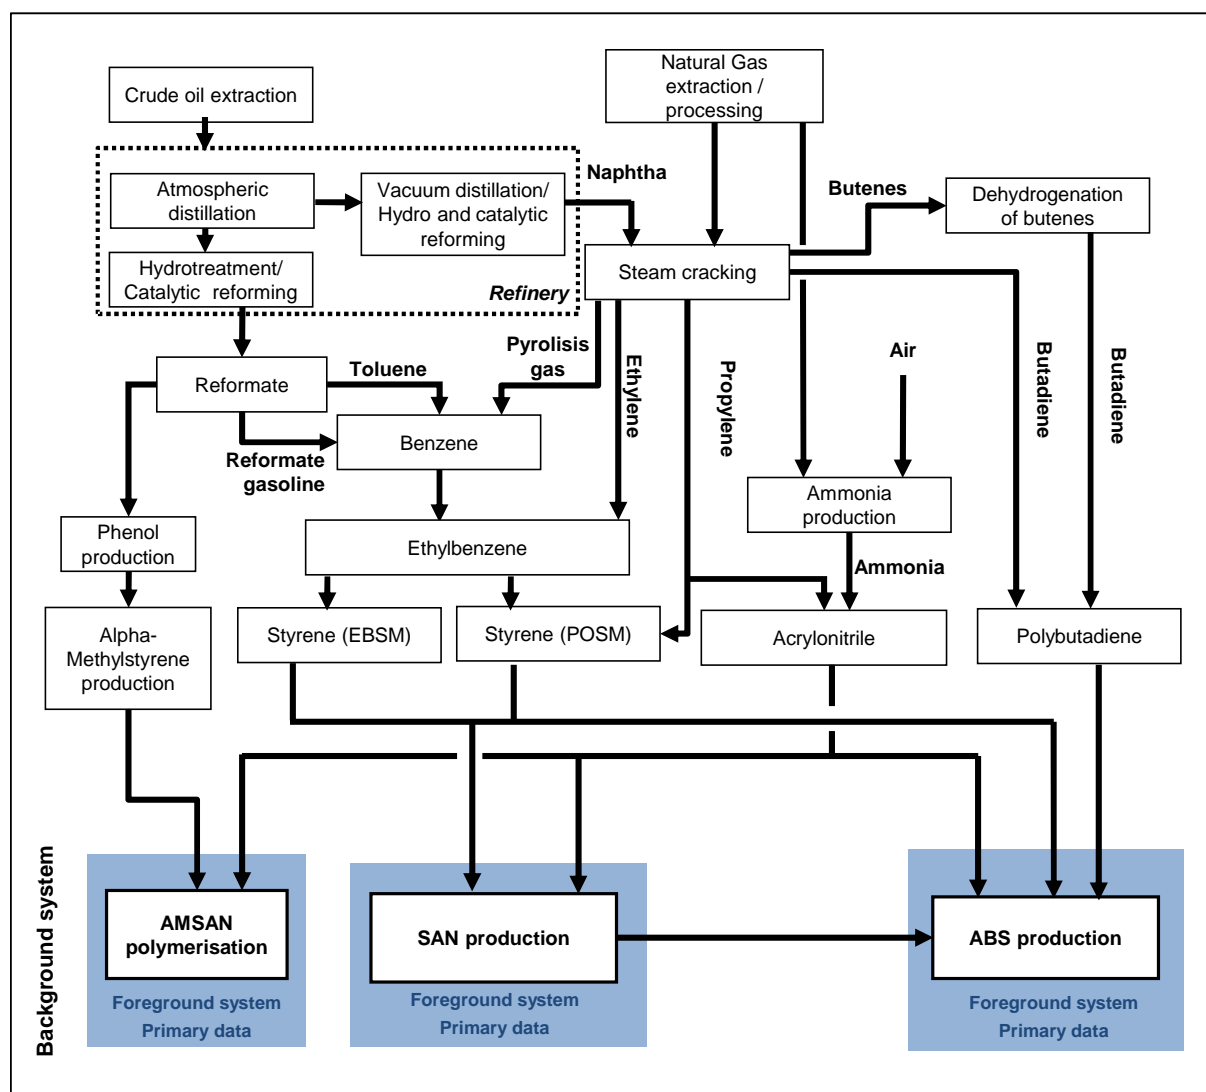 Crude oil extraction
Natural Gas
extraction /
processing
Atmospheric
distillation
Vacuum distillation/
Hydro and catalytic
reforming
Naphtha
Butenes
Dehydrogenation
of butenes
Hydrotreatment/
Catalytic reforming
Refinery
Steam cracking
Reformate
Toluene
Pyrolisis
gas
Ethylene
Propylene
Air
Butadiene
Butadiene
Benzene
Reformate
gasoline
Phenol
production
Ammonia
production
Ethylbenzene
Ammonia
Alpha-
Methylstyrene
production
Styrene (EBSM)
Styrene (POSM)
Acrylonitrile
Polybutadiene
Background system
AMSAN
polymerisation
SAN production
ABS production
Foreground system
Primary data
Foreground system
Primary data
Foreground system
Primary data